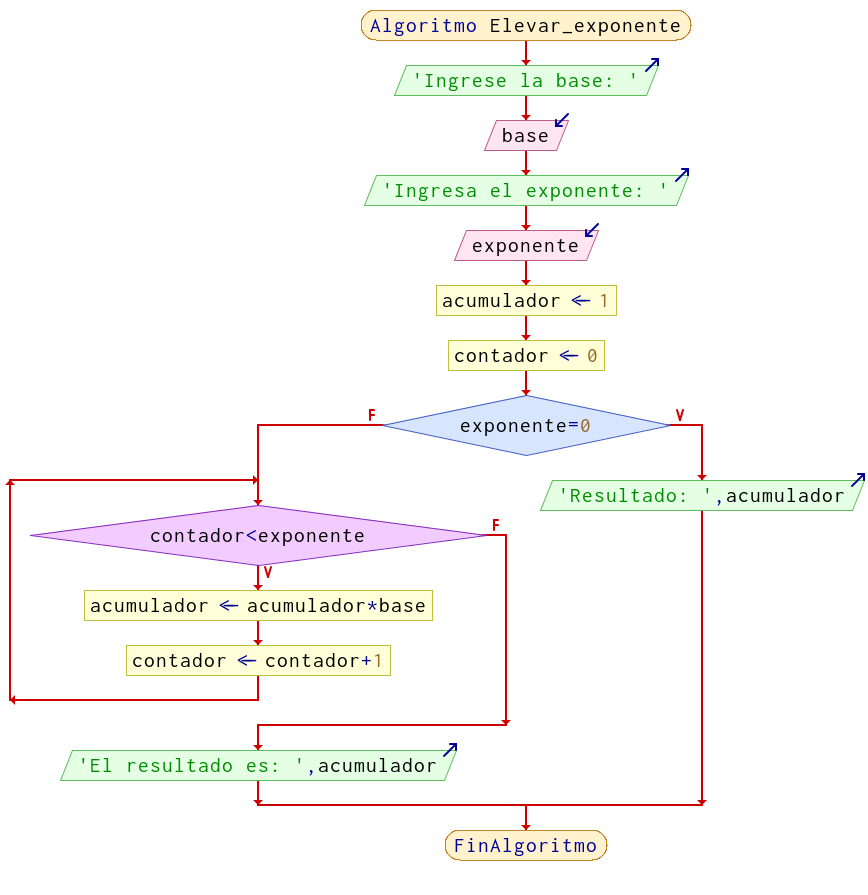 Algoritmo Elevar_exponente
'Ingrese la base: '
base
'Ingresa el exponente: '
exponente
acumulador ← 1
contador ← 0
F
V
exponente=0
'Resultado: ',acumulador
F
contador<exponente
V
acumulador ← acumulador*base
contador ← contador+1
'El resultado es: ',acumulador
FinAlgoritmo